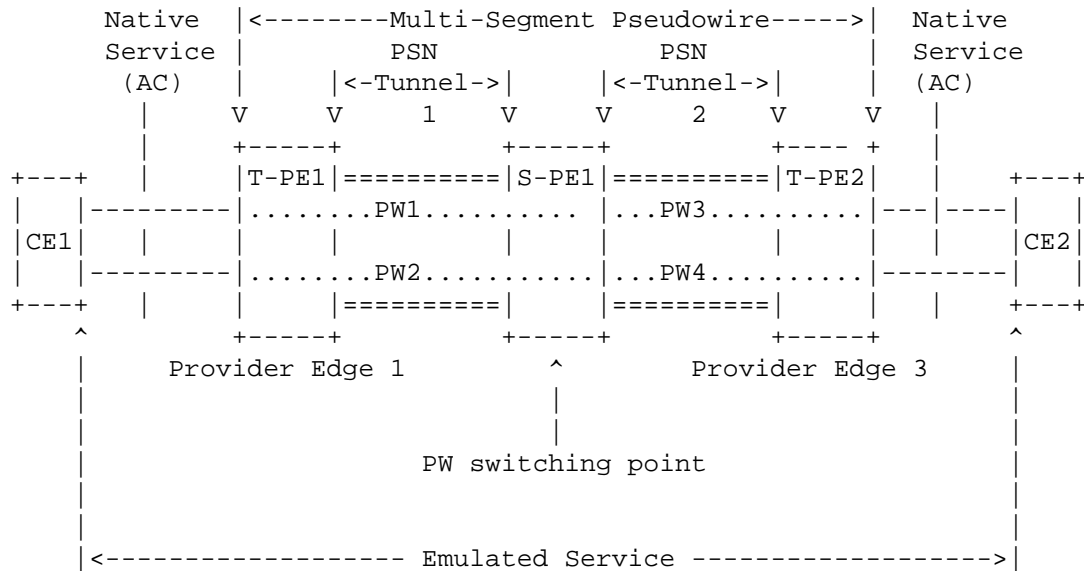 Native |<--------Multi-Segment Pseudowire----->| Native
Service | PSN PSN | Service
(AC) | |<-Tunnel->| |<-Tunnel->| | (AC)
| V V 1 V V 2 V V |
| +-----+ +-----+ +---- + |
+---+ | |T-PE1|==========|S-PE1|==========|T-PE2| | +---+
| |---------|........PW1.......... |...PW3..........|---|----| |
|CE1| | | | | | | | | |CE2|
| |---------|........PW2...........|...PW4..........|--------| |
+---+ | | |==========| |==========| | | +---+
^ +-----+ +-----+ +-----+ ^
| Provider Edge 1 ^ Provider Edge 3 |
| | |
| | |
| PW switching point |
| |
| |
|<------------------ Emulated Service ----------------->|